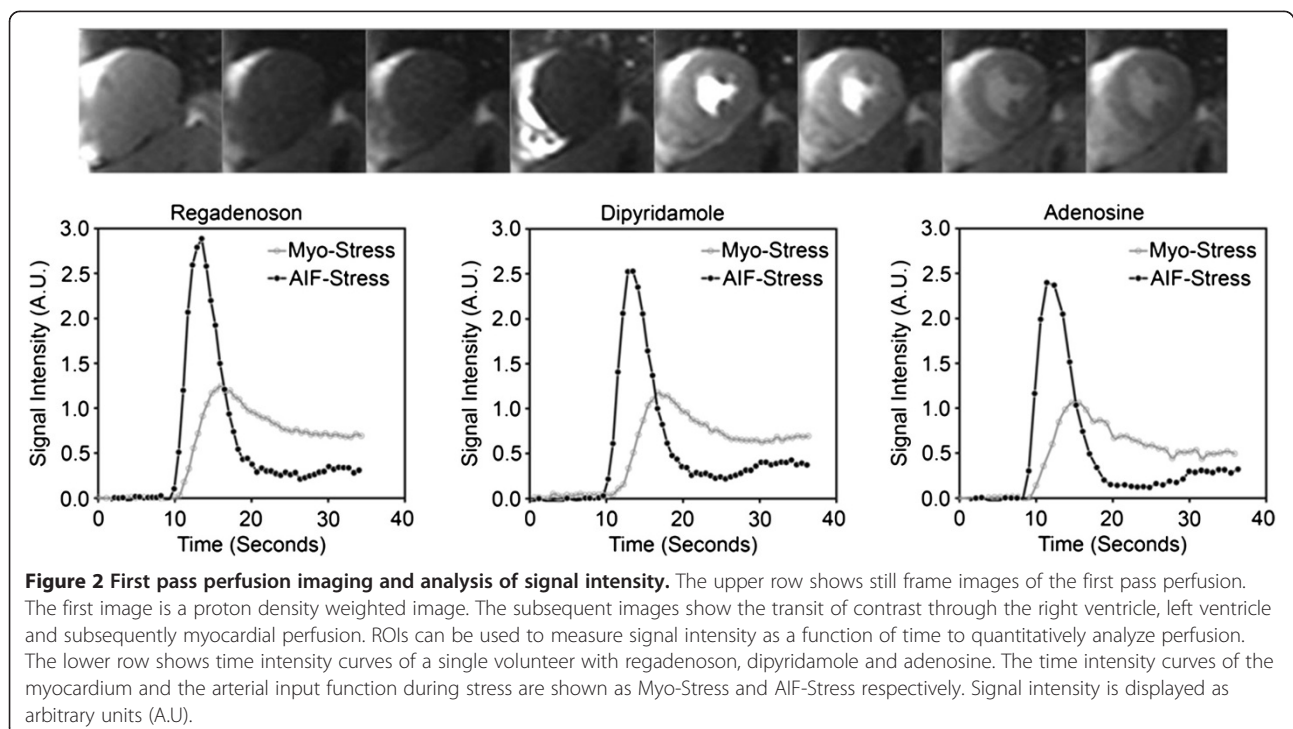 Regadenoson
Signal Intensity (A.U.)
3.0
2.5
2.0
1.5
1.0
0.5
0.0
Myo-Stress
AIF-Stress
0 10 20 30 40
Time (Seconds)
Dipyridamole
Signal Intensity (A.U.)
3.0
2.5
2.0
1.5
1.0
0.5
0.0
Myo-Stress
AIF-Stress
0 10 20 30 40
Time (Seconds)
Adenosine
Signal Intensity (A.U.)
3.0
2.5
2.0
1.5
1.0
0.5
0.0
Myo-Stress
AIF-Stress
0 10 20 30 40
Time (Seconds)
Figure 2 First pass perfusion imaging and analysis of signal intensity. The upper row shows still frame images of the first pass perfusion.
The first image is a proton density weighted image. The subsequent images show the transit of contrast through the right ventricle, left ventricle
and subsequently myocardial perfusion. ROIs can be used to measure signal intensity as a function of time to quantitatively analyze perfusion.
The lower row shows time intensity curves of a single volunteer with regadenoson, dipyridamole and adenosine. The time intensity curves of the
myocardium and the arterial input function during stress are shown as Myo-Stress and AIF-Stress respectively. Signal intensity is displayed as
arbitrary units (A.U).